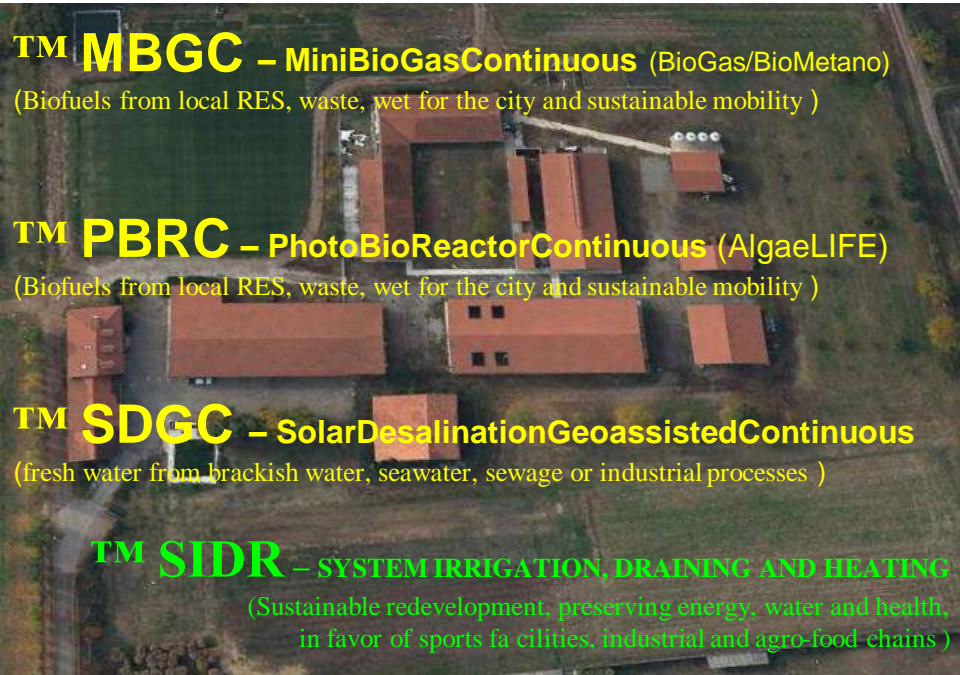 TM MBGC – MiniBioGasContinuous (BioGas/BioMetano)
(Biofuels from local RES, waste, wet for the city and sustainable mobility )
TM PBRC – PhotoBioReactorContinuous (AlgaeLIFE)
(Biofuels from local RES, waste, wet for the city and sustainable mobility )
TM SDGC – SolarDesalinationGeoassistedContinuous
(fresh water from brackish water, seawater, sewage or industrial processes )
TM SIDR – SYSTEM IRRIGATION, DRAINING AND HEATING
(Sustainable redevelopment, preserving energy, water and health,
in favor of sports fa cilities, industrial and agro-food chains )